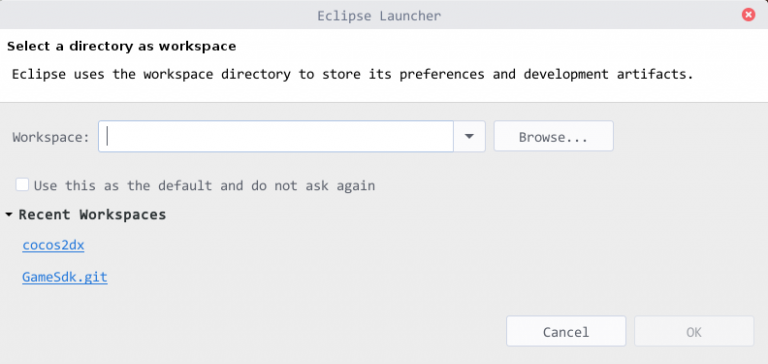 Eclipse Launcher
Select a directory as workspace
Eclipse uses the workspace directory to store its preferences and development artifacts.
Workspace: Browse...
Use this as the default and do not ask again
Recent Workspaces
cocos2dx
GameSdk.git
Cancel OK